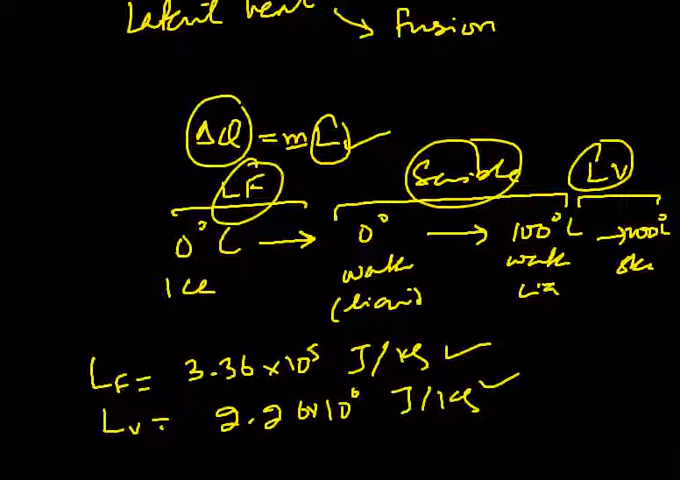 Latent heat → Fusion
ΔQ = m L ✓
LF Sensible Lv
0° C → 0° → 100° C → 100°C
Ice water water
(liquid)
LF = 3.36 × 10⁵ J/kg ✓
Lv = 2.26 × 10⁶ J/kg ✓